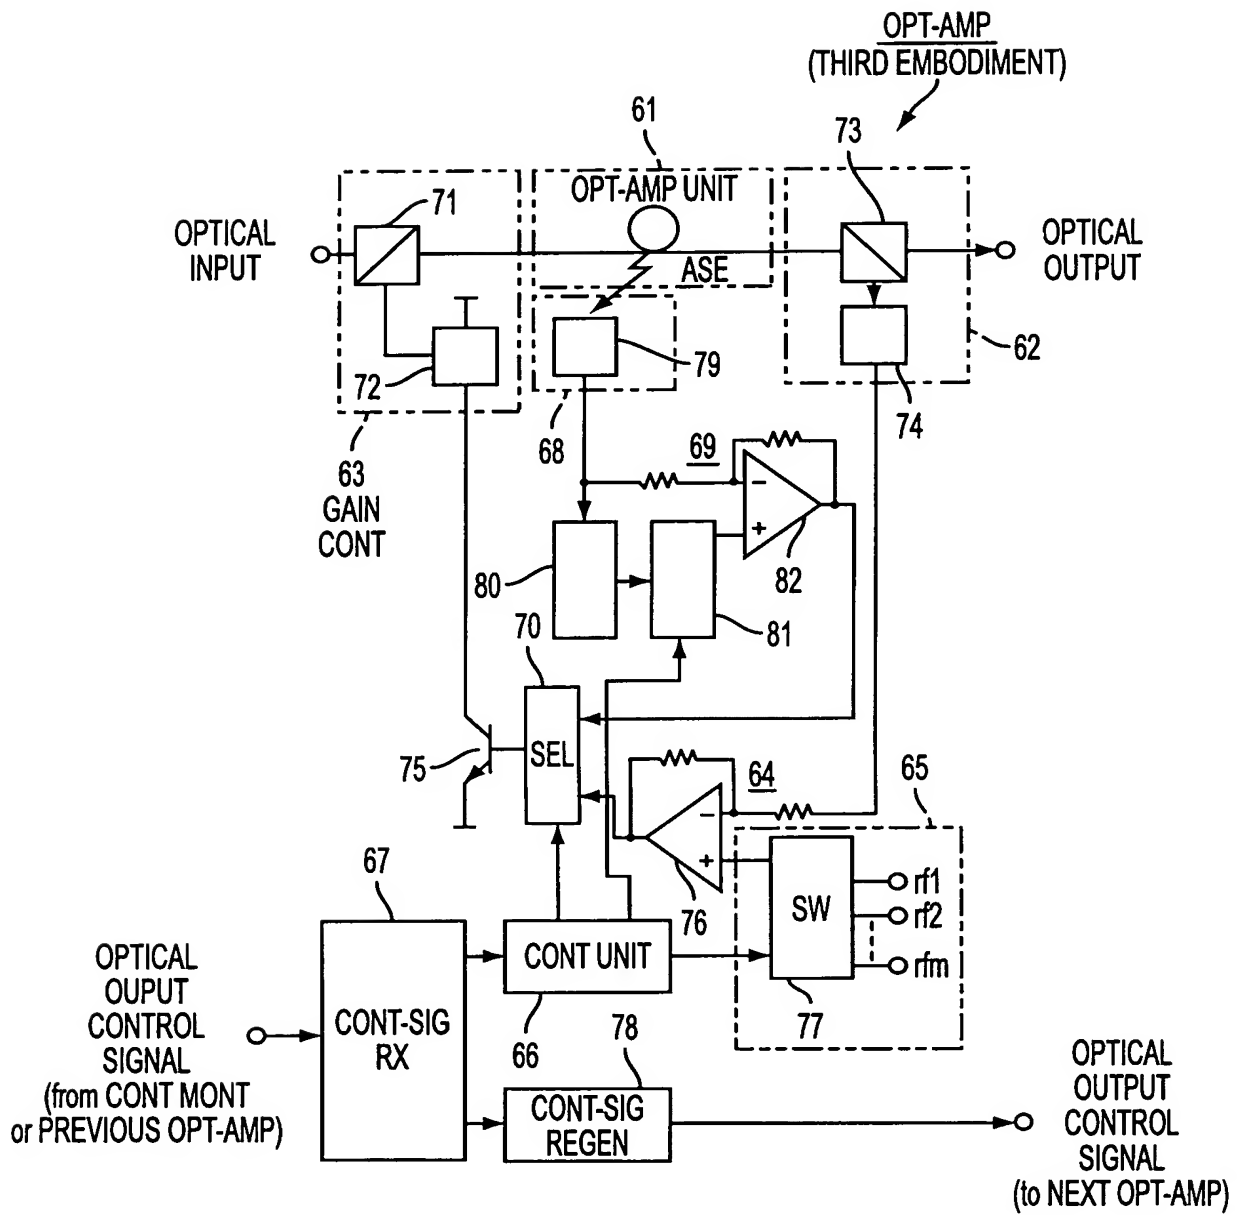 OPT-AMP
(THIRD EMBODIMENT)
61
73
OPT-AMP UNIT
71
OPTICAL
INPUT
OPTICAL
OUTPUT
ASE
72
79
62
74
68
69
63
GAIN
CONT
−
+
82
80
81
70
SEL
75
64
65
−
+
76
67
SW
rf1
rf2
rfm
77
CONT UNIT
66
78
OPTICAL
OUPUT
CONTROL
SIGNAL
(from CONT MONT
or PREVIOUS OPT-AMP)
CONT-SIG
RX
CONT-SIG
REGEN
OPTICAL
OUTPUT
CONTROL
SIGNAL
(to NEXT OPT-AMP)